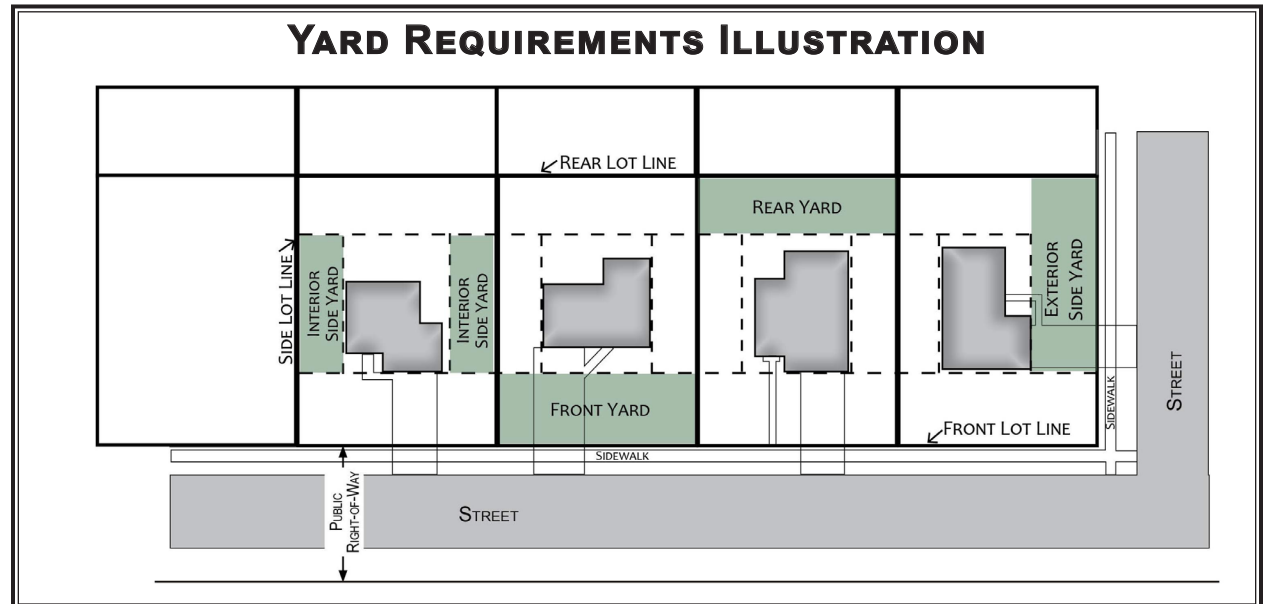 YARD REQUIREMENTS ILLUSTRATION
REAR LOT LINE
REAR YARD
SIDE LOT LINE
INTERIOR
SIDE YARD
INTERIOR
SIDE YARD
EXTERIOR
SIDE YARD
FRONT YARD
FRONT LOT LINE
SIDEWALK
SIDEWALK
STREET
STREET
PUBLIC
RIGHT-OF-WAY